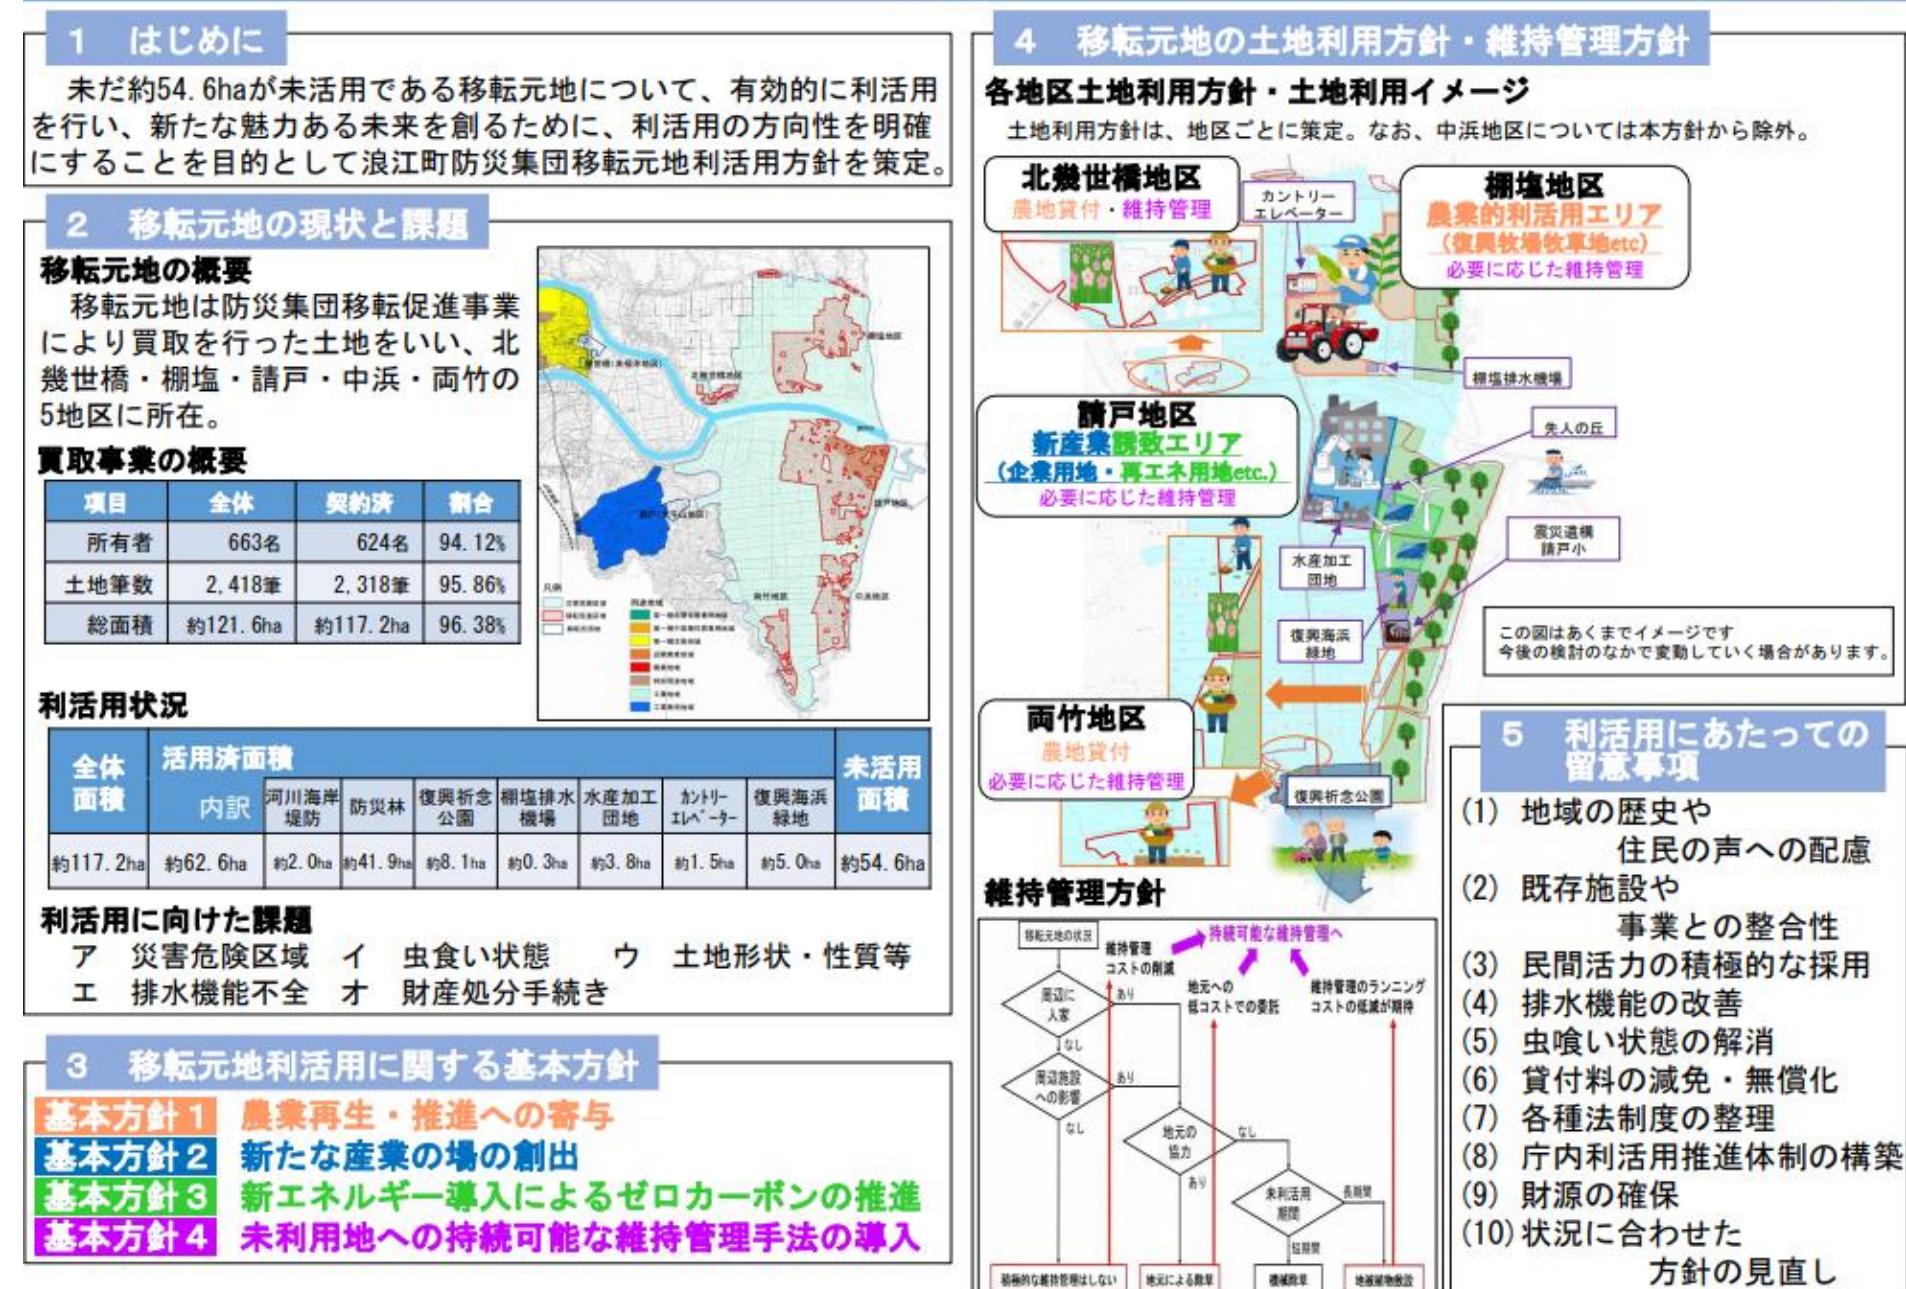 1　はじめに
未だ約54.6haが未活用である移転元地について、有効的に利活用
を行い、新たな魅力ある未来を創るために、利活用の方向性を明確
にすることを目的として浪江町防災集団移転元地利活用方針を策定。
2　移転元地の現状と課題
移転元地の概要
移転元地は防災集団移転促進事業
により買取を行った土地をいい、北
幾世橋・棚塩・請戸・中浜・両竹の
5地区に所在。
買取事業の概要
項目　全体　契約済　割合
所有者　663名　624名　94.12%
土地筆数　2,418筆　2,318筆　95.86%
総面積　約121.6ha　約117.2ha　96.38%
北幾世橋地区
棚塩地区
請戸地区
両竹地区
中浜地区
凡例
利活用状況
全体
面積
活用済面積
内訳
河川海岸
堤防
防災林
復興祈念
公園
棚塩排水
機場
水産加工
団地
ｶﾝﾄﾘｰ
ｴﾚﾍﾞｰﾀｰ
復興海浜
緑地
未活用
面積
約117.2ha　約62.6ha　約2.0ha　約41.9ha　約8.1ha　約0.3ha　約3.8ha　約1.5ha　約5.0ha　約54.6ha
利活用に向けた課題
ア　災害危険区域　イ　虫食い状態　ウ　土地形状・性質等
エ　排水機能不全　オ　財産処分手続き
3　移転元地利活用に関する基本方針
基本方針1　農業再生・推進への寄与
基本方針2　新たな産業の場の創出
基本方針3　新エネルギー導入によるゼロカーボンの推進
基本方針4　未利用地への持続可能な維持管理手法の導入
4　移転元地の土地利用方針・維持管理方針
各地区土地利用方針・土地利用イメージ
土地利用方針は、地区ごとに策定。なお、中浜地区については本方針から除外。
北幾世橋地区
農地貸付・維持管理
カントリー
エレベーター
棚塩地区
農業的利活用エリア
(復興牧場牧草地etc)
必要に応じた維持管理
棚塩排水機場
請戸地区
新産業誘致エリア
(企業用地・再エネ用地etc.)
必要に応じた維持管理
先人の丘
震災遺構
請戸小
水産加工
団地
復興海浜
緑地
この図はあくまでイメージです
今後の検討のなかで変動していく場合があります。
両竹地区
農地貸付
必要に応じた維持管理
復興祈念公園
維持管理方針
移転元地の状況
維持管理
コストの削減
持続可能な維持管理へ
地元への
低コストでの委託
維持管理のランニング
コストの低減が期待
周辺に
人家
あり
なし
周辺施設
への影響
あり
なし
地元の
協力
なし
あり
未利活用
期間
長期間
短期間
積極的な維持管理はしない
地元による除草
機械除草
地被植物敷設
5　利活用にあたっての
留意事項
(1) 地域の歴史や
住民の声への配慮
(2) 既存施設や
事業との整合性
(3) 民間活力の積極的な採用
(4) 排水機能の改善
(5) 虫喰い状態の解消
(6) 貸付料の減免・無償化
(7) 各種法制度の整理
(8) 庁内利活用推進体制の構築
(9) 財源の確保
(10) 状況に合わせた
方針の見直し